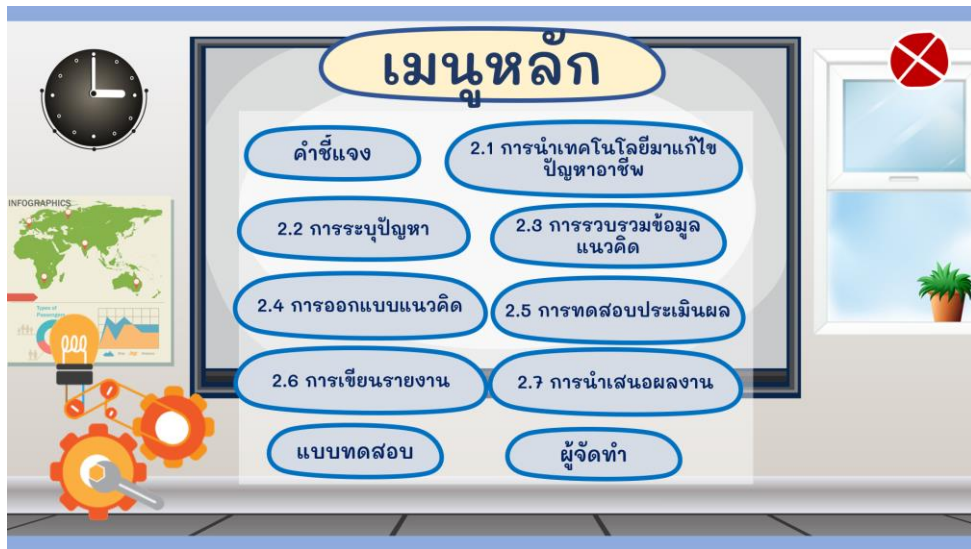 เมนูหลัก
คำชี้แจง
2.1 การนำเทคโนโลยีมาแก้ไข
ปัญหาอาชีพ
2.2 การระบุปัญหา
2.3 การรวบรวมข้อมูล
แนวคิด
2.4 การออกแบบแนวคิด
2.5 การทดสอบประเมินผล
2.6 การเขียนรายงาน
2.7 การนำเสนอผลงาน
แบบทดสอบ
ผู้จัดทำ
INFOGRAPHICS
Types of
Passengers